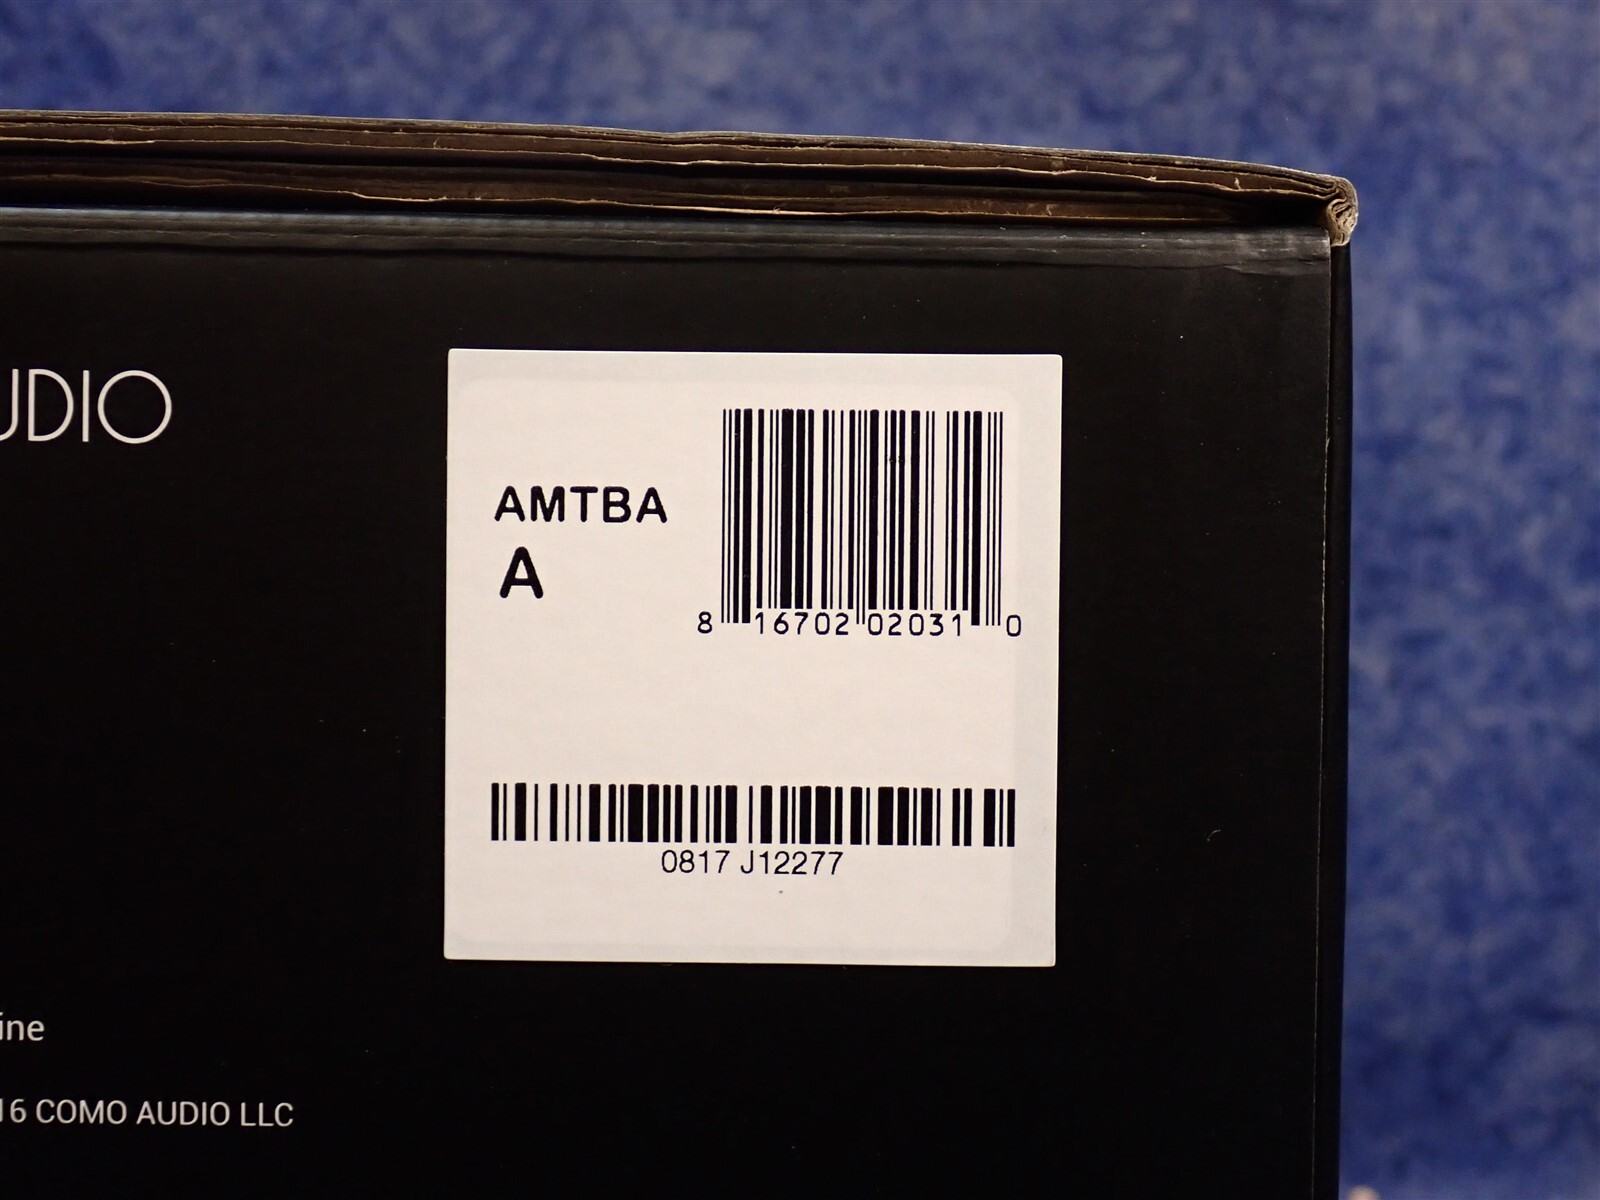 UDIO
AMTBA
A
8 16702 02031 0
0817 J12277
ine
16 COMO AUDIO LLC